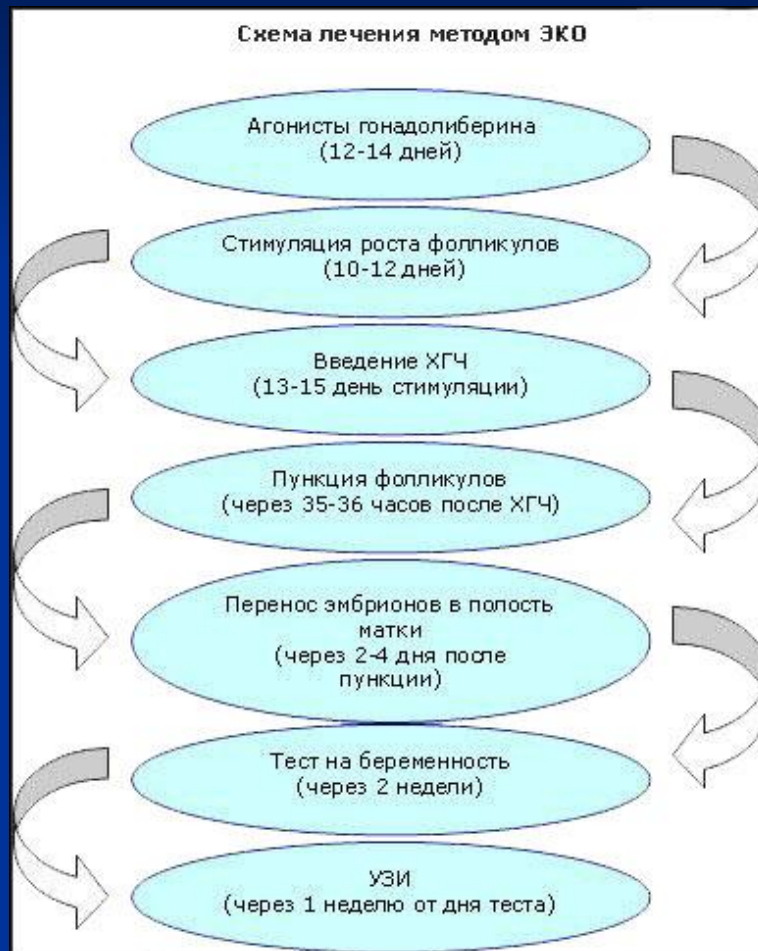 Схема лечения методом ЭКО
Агонисты гонадолиберина
(12-14 дней)
Стимуляция роста фолликулов
(10-12 дней)
Введение ХГЧ
(13-15 день стимуляции)
Пункция фолликулов
(через 35-36 часов после ХГЧ)
Перенос эмбрионов в полость
матки
(через 2-4 дня после
пункции)
Тест на беременность
(через 2 недели)
УЗИ
(через 1 неделю от дня теста)